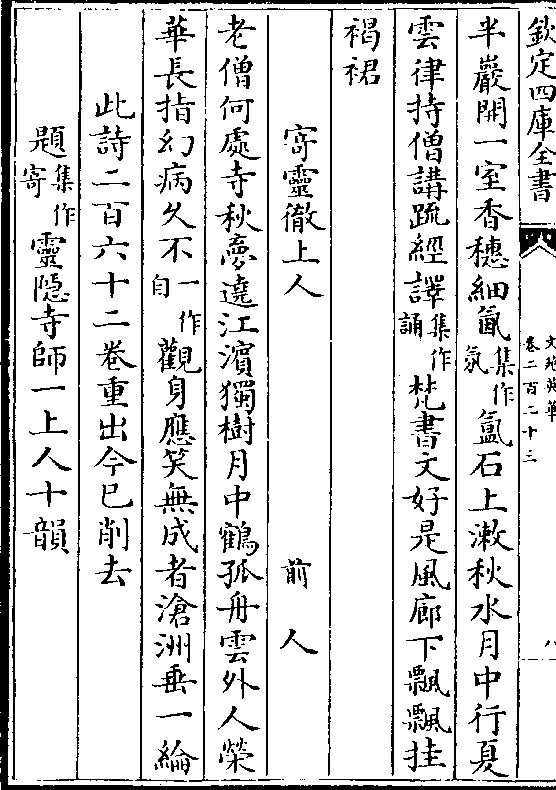 欽定四庫全書
文苑英華
卷二百二十三
八
半巖開一室香穗細氤集作氛氳石上漱秋水月中行夏
雲律持僧講疏經譯集作誦梵書文好是風廊下飄飄挂
褐裙
寄靈徹上人 前人
老僧何處寺秋夢遶江濵獨樹月中鶴孤舟雲外人榮
華長指幻病久不一作自觀身應笑無成者滄洲垂一綸
此詩二百六十二卷重出今已削去
題集作寄靈隱寺師一上人十韻